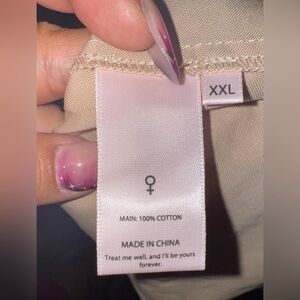 XXL
♀
MAIN: 100% COTTON
MADE IN CHINA
Treat me well, and I'll be yours
forever.